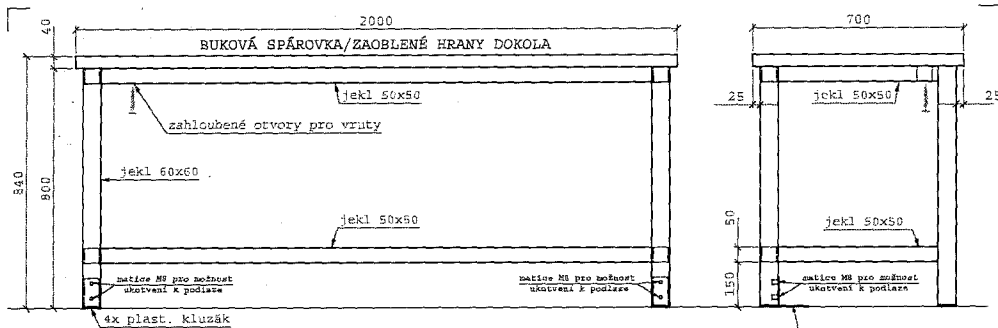 2000
700
40
BUKOVÁ SPÁROVKA/ZAOBLENÉ HRANY DOKOLA
jekl 50x50
jekl 50x50
25
25
zahloubené otvory pro vruty
jekl 60x60
840
800
jekl 50x50
jekl 50x50
50
150
matice M8 pro možnost
ukotvení k podlaze
matice M8 pro možnost
ukotvení k podlaze
matice M8 pro možnost
ukotvení k podlaze
4x plast. kluzák